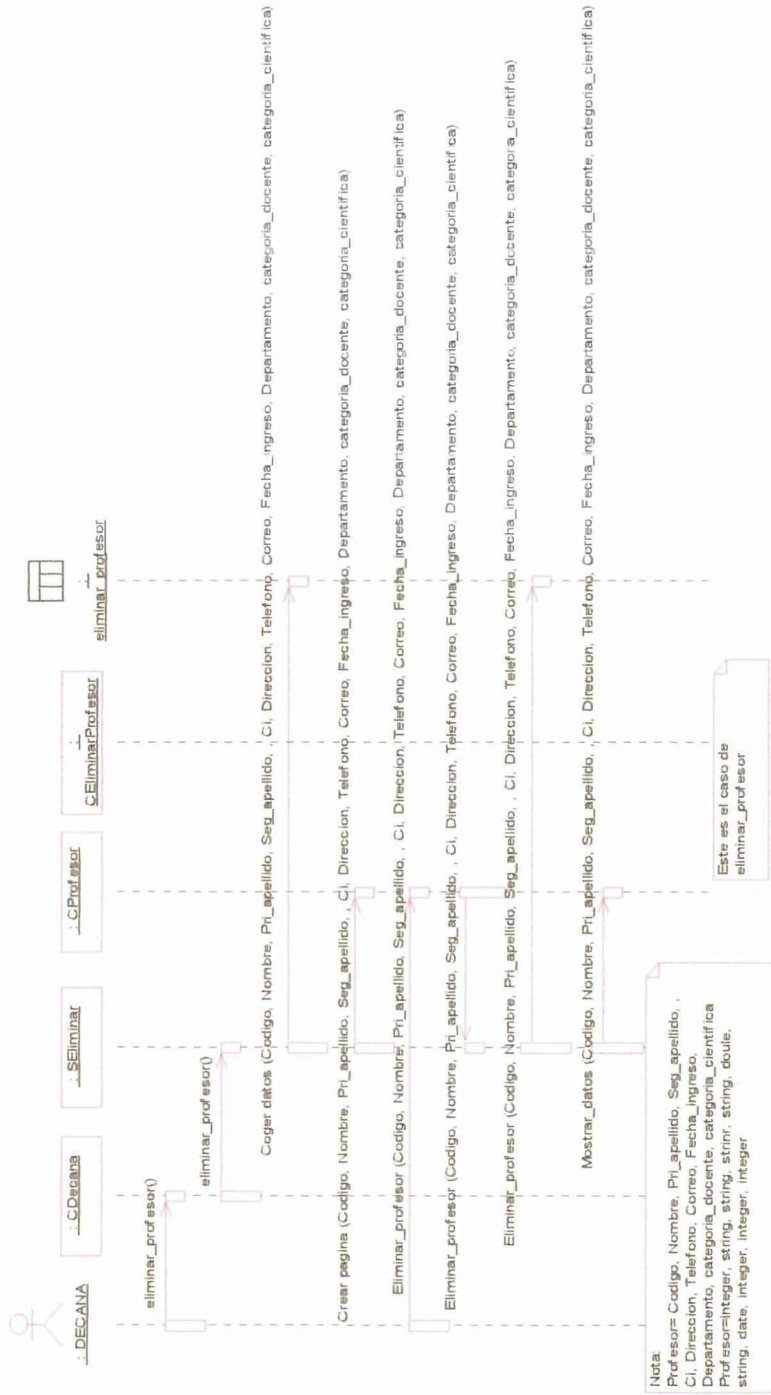 : DECANA
: CDecana
: SEliminar
: CProfesor
:
CEliminarProfesor
:
eliminar_profesor
eliminar_profesor()
eliminar_profesor()
Coger datos (Codigo, Nombre, Pri_apellido, Seg_apellido, , Ci, Direccion, Telefono, Correo, Fecha_ingreso, Departamento, categoria_docente, categoria_cientifica)
Crear pagina (Codigo, Nombre, Pri_apellido, Seg_apellido, , Ci, Direccion, Telefono, Correo, Fecha_ingreso, Departamento, categoria_docente, categoria_cientifica)
Eliminar_profesor (Codigo, Nombre, Pri_apellido, Seg_apellido, , Ci, Direccion, Telefono, Correo, Fecha_ingreso, Departamento, categoria_docente, categoria_cientifica)
Eliminar_profesor (Codigo, Nombre, Pri_apellido, Seg_apellido, , Ci, Direccion, Telefono, Correo, Fecha_ingreso, Departamento, categoria_docente, categoria_cientifica)
Eliminar_profesor (Codigo, Nombre, Pri_apellido, Seg_apellido, , Ci, Direccion, Telefono, Correo, Fecha_ingreso, Departamento, categoria_docente, categoria_cientifica)
Mostrar_datos (Codigo, Nombre, Pri_apellido, Seg_apellido, , Ci, Direccion, Telefono, Correo, Fecha_ingreso, Departamento, categoria_docente, categoria_cientifica)
Nota:
Profesor= Codigo, Nombre, Pri_apellido, Seg_apellido, ,
Ci, Direccion, Telefono, Correo, Fecha_ingreso,
Departamento, categoria_docente, categoria_cientifica
Profesor=Integer, string, string, strinr, string, doule,
string, date, integer, integer, integer
Este es el caso de
eliminar_profesor